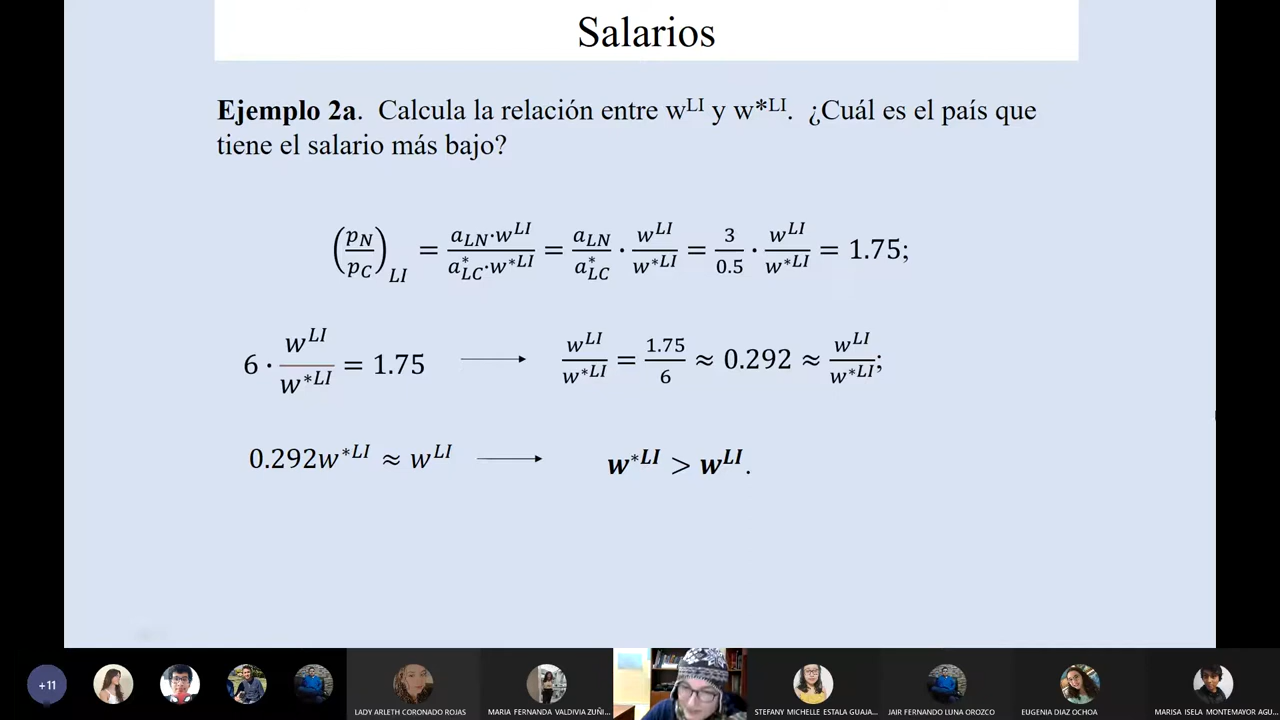 Salarios
Ejemplo 2a. Calcula la relación entre w^LI y w*^LI. ¿Cuál es el país que
tiene el salario más bajo?
(p_N/p_C)_LI = (a_LN·w^LI)/(a*_LC·w^*LI) = a_LN/a*_LC · w^LI/w^*LI = 3/0.5 · w^LI/w^*LI = 1.75;
6 · w^LI/w^*LI = 1.75 → w^LI/w^*LI = 1.75/6 ≈ 0.292 ≈ w^LI/w^*LI;
0.292w^*LI ≈ w^LI → w^*LI > w^LI.
+11
LADY ARLETH CORONADO ROJAS
MARIA FERNANDA VALDIVIA ZUÑI...
STEFANY MICHELLE ESTALA GUAJA...
JAIR FERNANDO LUNA OROZCO
EUGENIA DIAZ OCHOA
MARISA ISELA MONTEMAYOR AGU...